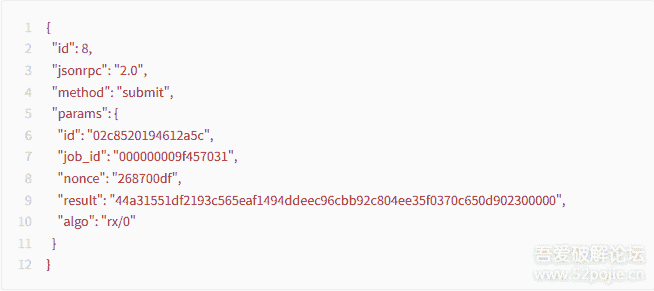 1 {
2 "id": 8,
3 "jsonrpc": "2.0",
4 "method": "submit",
5 "params": {
6 "id": "02c8520194612a5c",
7 "job_id": "000000009f457031",
8 "nonce": "268700df",
9 "result": "44a31551df2193c565eaf1494ddeec96cbb92c804ee35f0370c650d902300000",
10 "algo": "rx/0"
11 }
12 }
吾爱破解论坛
www.52pojie.cn